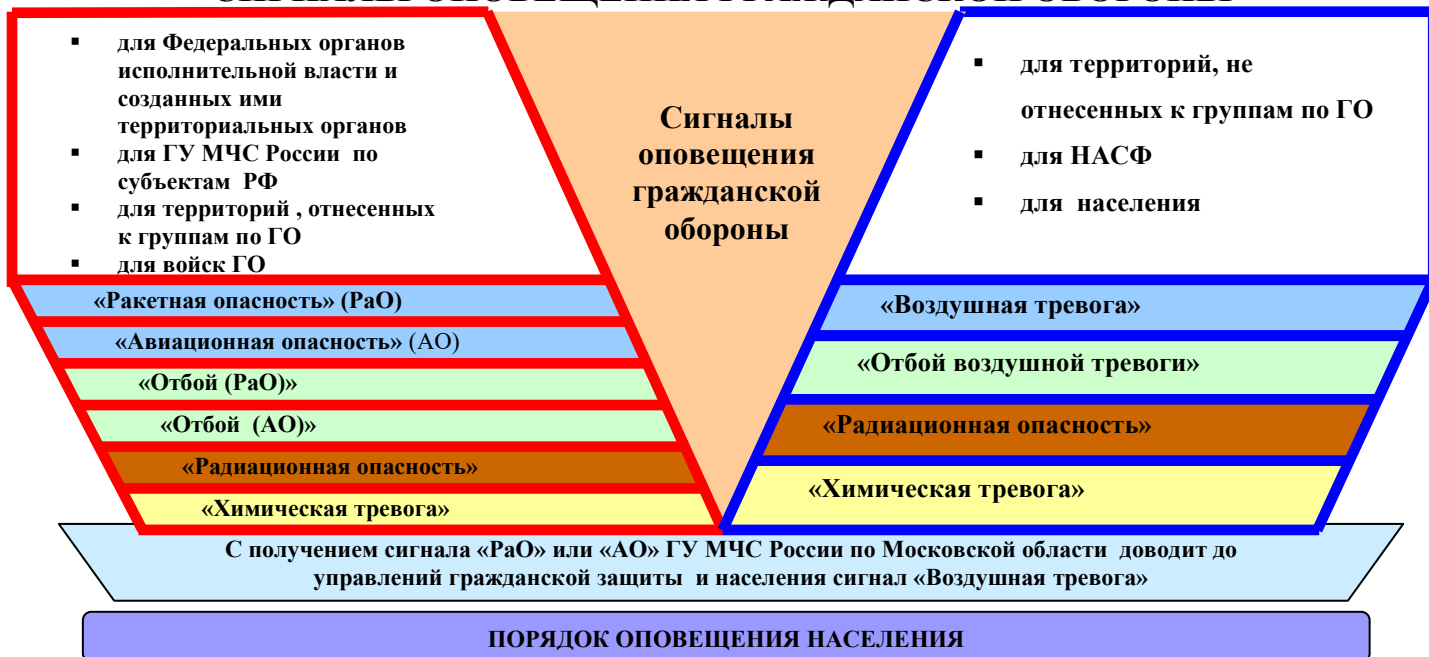 СИГНАЛЫ ОПОВЕЩЕНИЯ ГРАЖДАНСКОЙ ОБОРОНЫ
▪ для Федеральных органов
исполнительной власти и
созданных ими
территориальных органов
▪ для ГУ МЧС России по
субъектам РФ
▪ для территорий , отнесенных
к группам по ГО
▪ для войск ГО
«Ракетная опасность» (РаО)
«Авиационная опасность» (АО)
«Отбой (РаО)»
«Отбой (АО)»
«Радиационная опасность»
«Химическая тревога»
Сигналы
оповещения
гражданской
обороны
▪ для территорий, не
отнесенных к группам по ГО
▪ для НАСФ
▪ для населения
«Воздушная тревога»
«Отбой воздушной тревоги»
«Радиационная опасность»
«Химическая тревога»
С получением сигнала «РаО» или «АО» ГУ МЧС России по Московской области доводит до
управлений гражданской защиты и населения сигнал «Воздушная тревога»
ПОРЯДОК ОПОВЕЩЕНИЯ НАСЕЛЕНИЯ